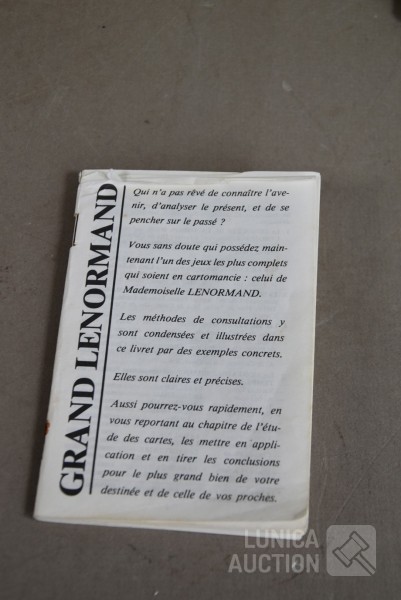 GRAND LENORMAND
Qui n'a pas rêvé de connaître l'ave-
nir, d'analyser le présent, et de se
pencher sur le passé ?
Vous sans doute qui possédez main-
tenant l'un des jeux les plus complets
qui soient en cartomancie : celui de
Mademoiselle LENORMAND.
Les méthodes de consultations y
sont condensées et illustrées dans
ce livret par des exemples concrets.
Elles sont claires et précises.
Aussi pourrez-vous rapidement, en
vous reportant au chapitre de l'étu-
de des cartes, les mettre en appli-
cation et en tirer les conclusions
pour le plus grand bien de votre
destinée et de celle de vos proches.
LUNICA
AUCTION